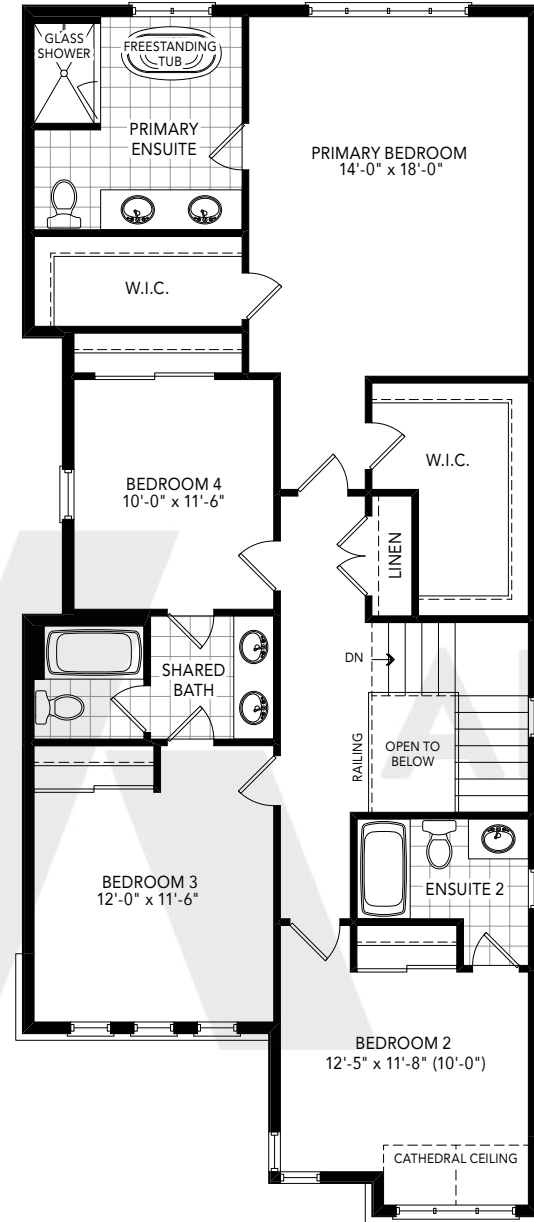 GLASS
SHOWER
FREESTANDING
TUB
PRIMARY
ENSUITE
PRIMARY BEDROOM
14'-0" x 18'-0"
W.I.C.
W.I.C.
BEDROOM 4
10'-0" x 11'-6"
LINEN
SHARED
BATH
DN
RAILING
OPEN TO
BELOW
BEDROOM 3
12'-0" x 11'-6"
ENSUITE 2
BEDROOM 2
12'-5" x 11'-8" (10'-0")
CATHEDRAL CEILING